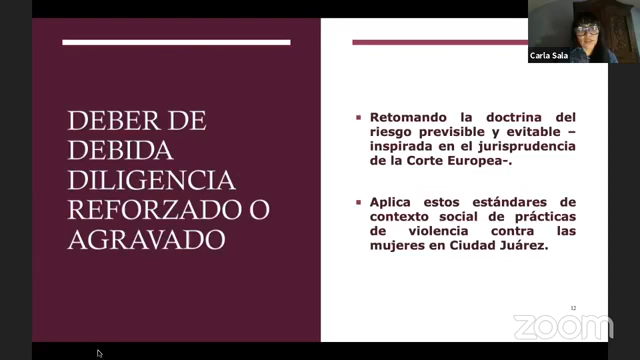 DEBER DE
DEBIDA
DILIGENCIA
REFORZADO O
AGRAVADO
Retomando la doctrina del
riesgo previsible y evitable –
inspirada en el jurisprudencia
de la Corte Europea-.
Aplica estos estándares de
contexto social de prácticas
de violencia contra las
mujeres en Ciudad Juárez.
12
Carla Sala
zoom